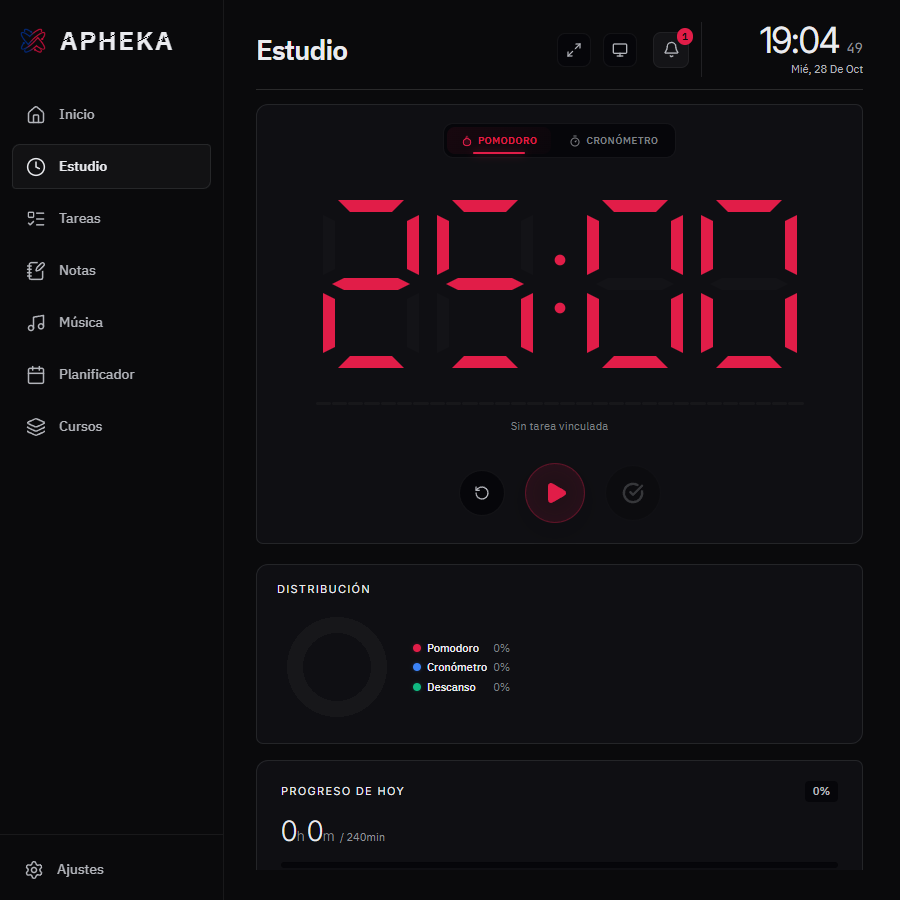 APHEKA
Inicio
Estudio
Tareas
Notas
Música
Planificador
Cursos
Ajustes
Estudio
1
19:04 49
Mié, 28 De Oct
POMODORO CRONÓMETRO
25:00
Sin tarea vinculada
DISTRIBUCIÓN
Pomodoro 0%
Cronómetro 0%
Descanso 0%
PROGRESO DE HOY 0%
0h 0m / 240min